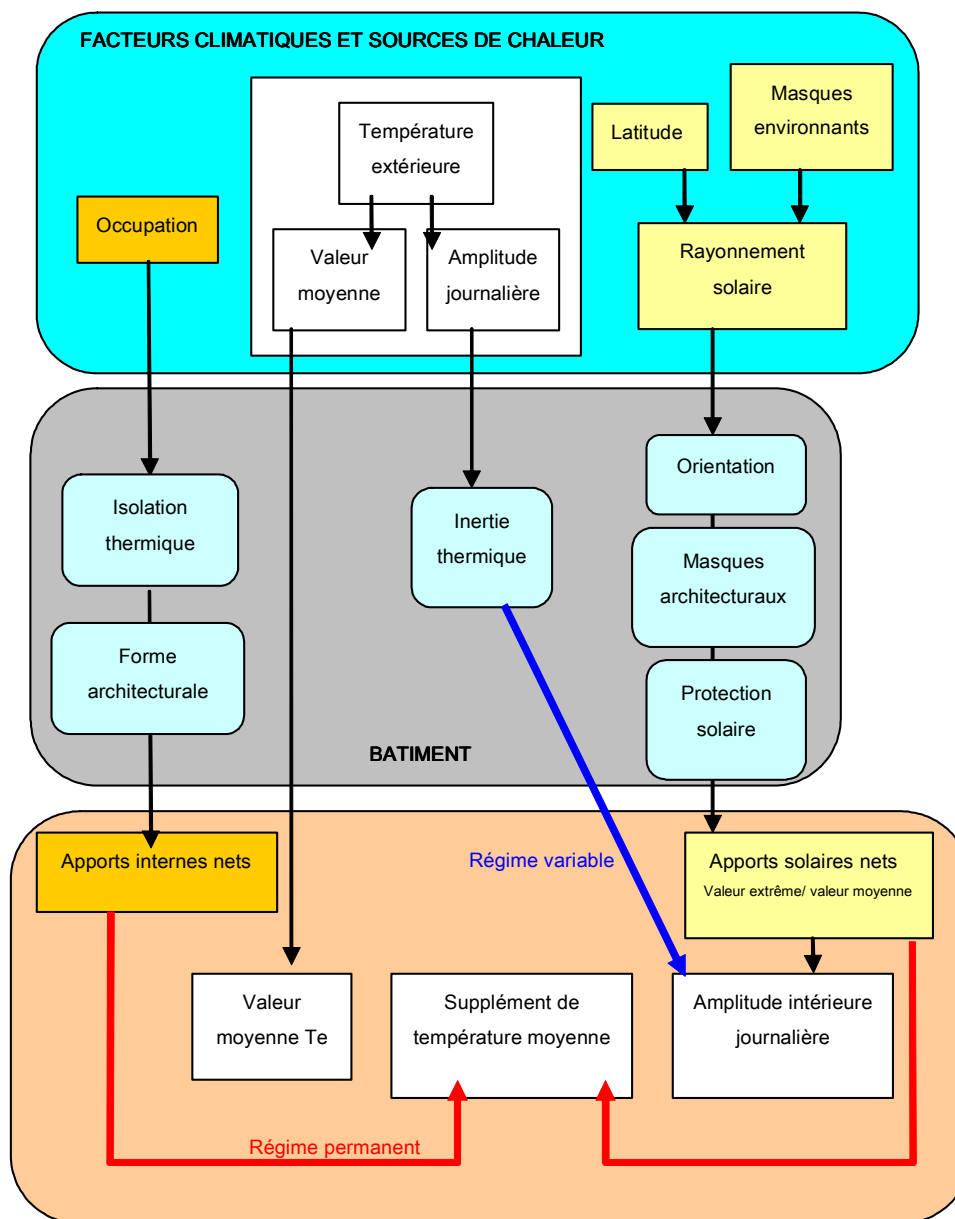 FACTEURS CLIMATIQUES ET SOURCES DE CHALEUR
Température
extérieure
Latitude
Masques
environnants
Occupation
Valeur
moyenne
Amplitude
journalière
Rayonnement
solaire
Isolation
thermique
Inertie
thermique
Orientation
Masques
architecturaux
Forme
architecturale
Protection
solaire
BATIMENT
Apports internes nets
Régime variable
Apports solaires nets
Valeur extrême/ valeur moyenne
Valeur
moyenne Te
Supplément de
température moyenne
Amplitude intérieure
journalière
Régime permanent